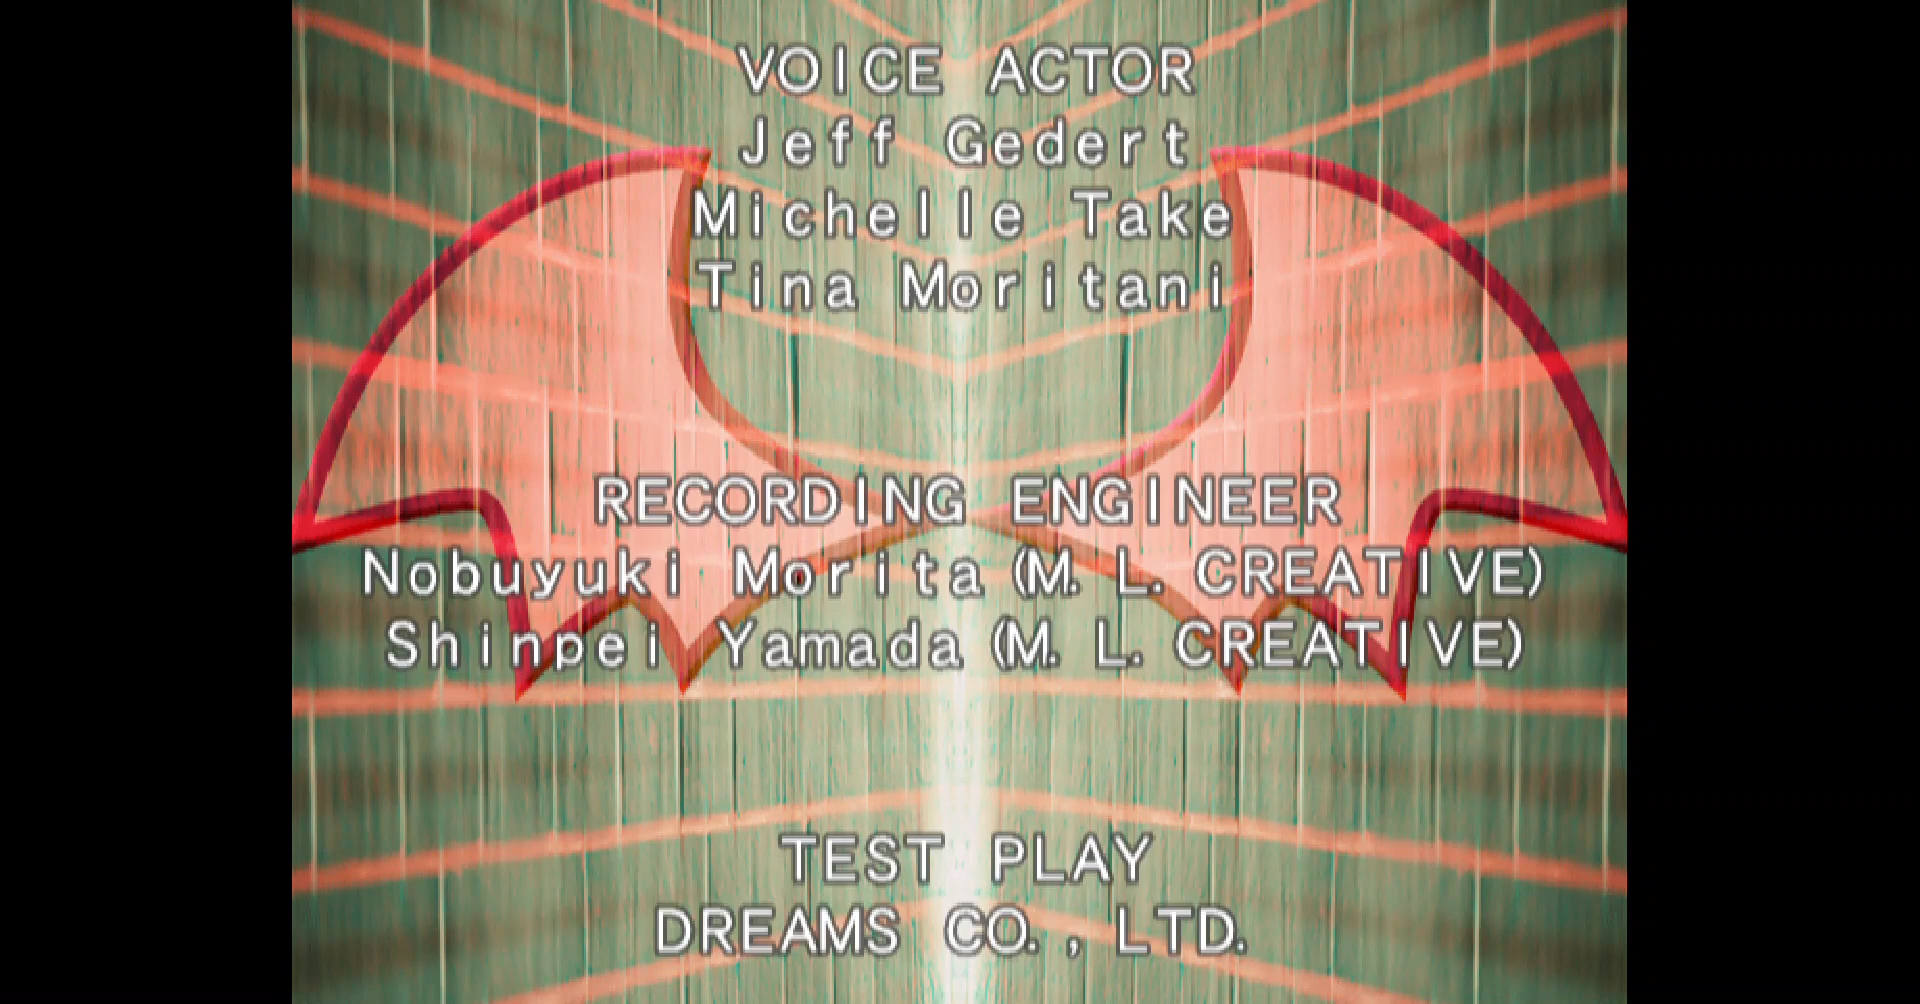 VOICE ACTOR
Jeff Gedert
Michelle Take
Tina Moritani
RECORDING ENGINEER
Nobuyuki Morita (M. L. CREATIVE)
Shinpei Yamada (M. L. CREATIVE)
TEST PLAY
DREAMS CO., LTD.